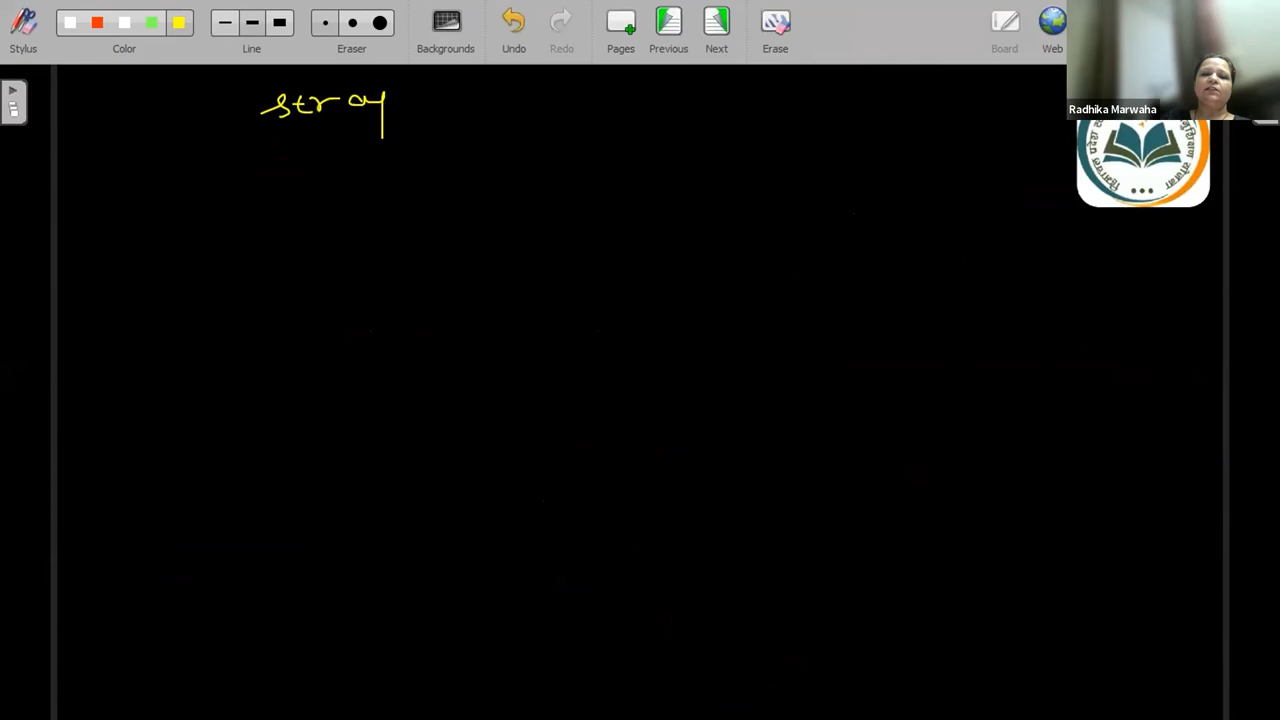 Stylus
Color
Line
Eraser
Backgrounds
Undo
Redo
Pages
Previous
Next
Erase
Board
Web
Radhika Marwaha
stray